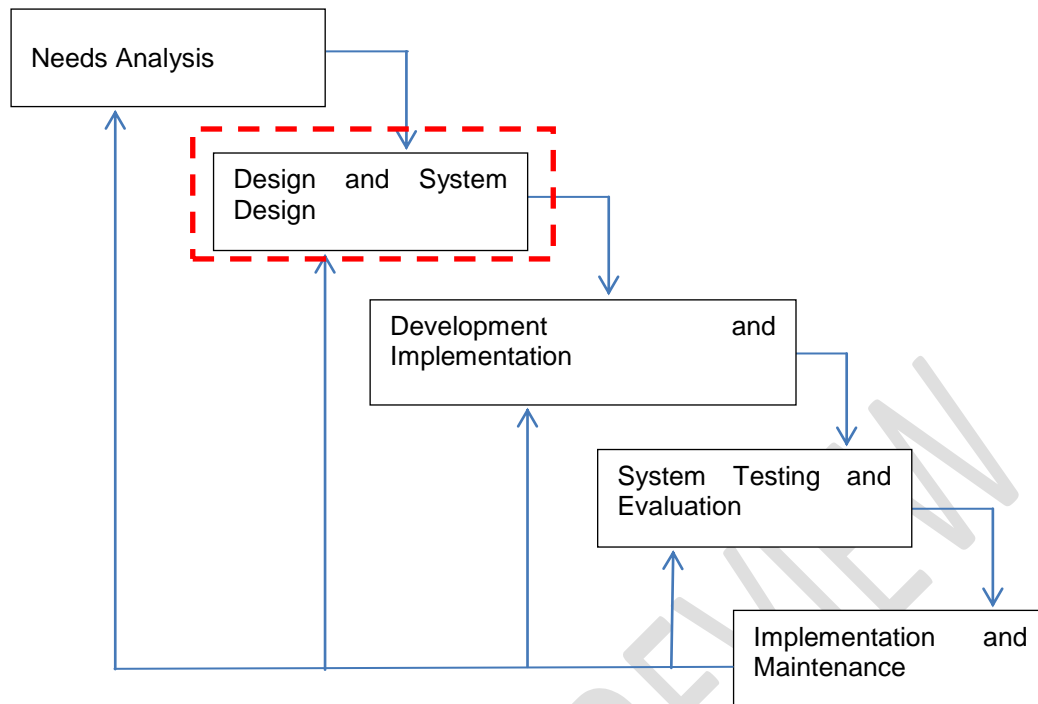 Needs Analysis
Design and System
Design
Development and
Implementation
System Testing and
Evaluation
Implementation and
Maintenance